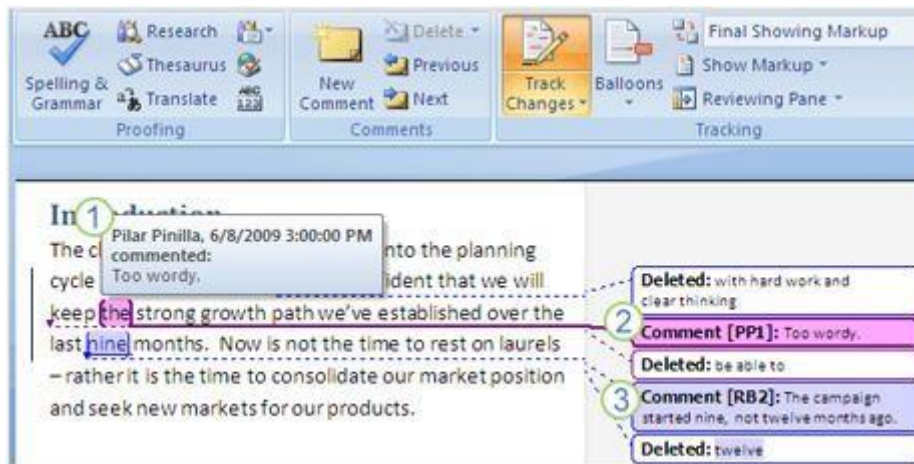 ABC
Spelling &
Grammar
Research
Thesaurus
Translate
ABC
123
Proofing
New
Comment
Delete
Previous
Next
Comments
Track
Changes
Balloons
Final Showing Markup
Show Markup
Reviewing Pane
Tracking
1
Pilar Pinilla, 6/8/2009 3:00:00 PM
commented:
Too wordy.
The nto the planning
cycle ident that we will
keep the strong growth path we've established over the
last nine months. Now is not the time to rest on laurels
– rather it is the time to consolidate our market position
and seek new markets for our products.
Deleted: with hard work and
clear thinking
2
Comment [PP1]: Too wordy.
Deleted: be able to
3
Comment [RB2]: The campaign
started nine, not twelve months ago.
Deleted: twelve